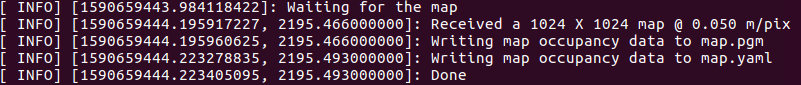 [ INFO] [1590659443.984118422]: Waiting for the map
[ INFO] [1590659444.195917227, 2195.466000000]: Received a 1024 X 1024 map @ 0.050 m/pix
[ INFO] [1590659444.195960625, 2195.466000000]: Writing map occupancy data to map.pgm
[ INFO] [1590659444.223278835, 2195.493000000]: Writing map occupancy data to map.yaml
[ INFO] [1590659444.223405095, 2195.493000000]: Done